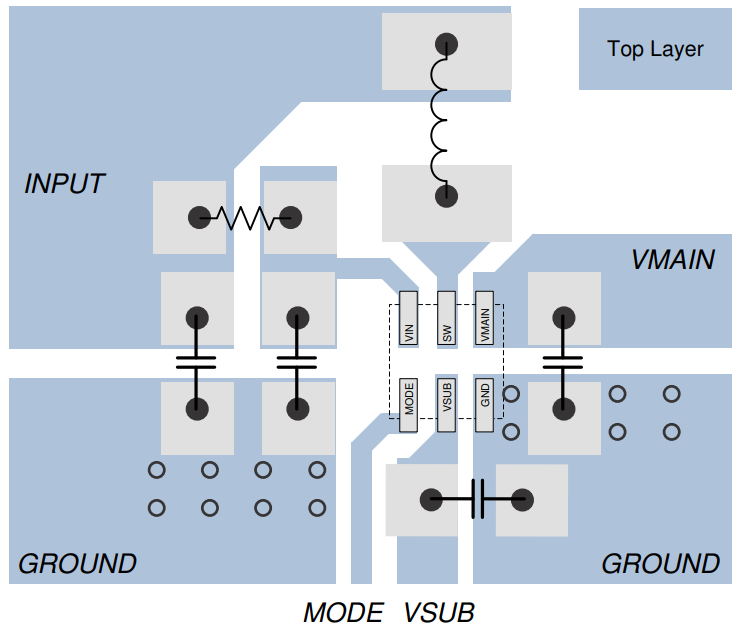 Top Layer
INPUT
VMAIN
VIN
SW
VMAIN
MODE
VSUB
GND
GROUND
GROUND
MODE VSUB